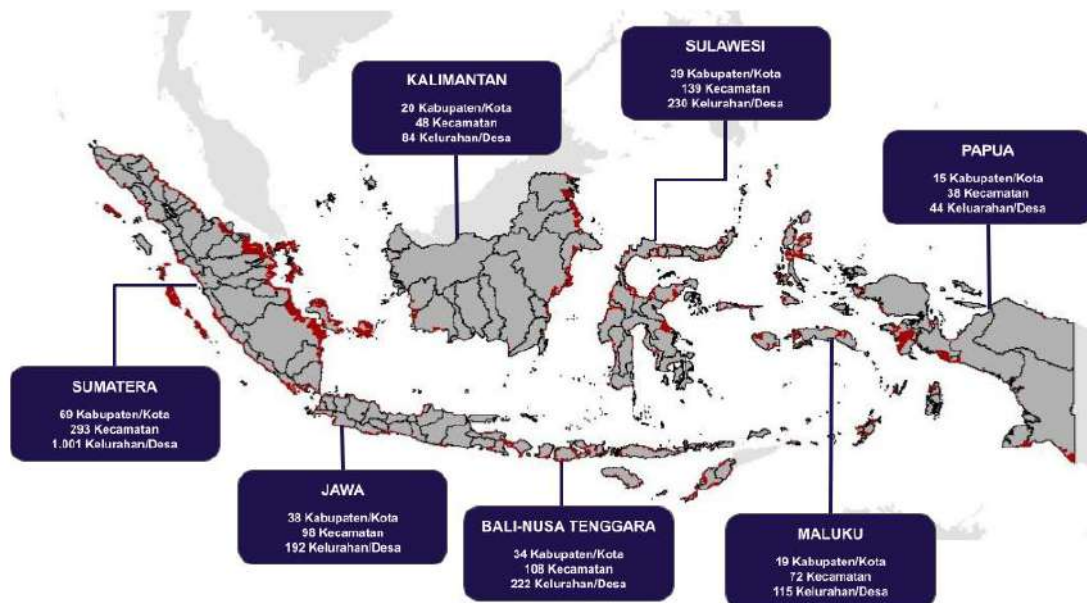 KALIMANTAN
20 Kabupaten/Kota
48 Kecamatan
84 Kelurahan/Desa
SULAWESI
39 Kabupaten/Kota
139 Kecamatan
230 Kelurahan/Desa
PAPUA
15 Kabupaten/Kota
38 Kecamatan
44 Keluarahan/Desa
SUMATERA
69 Kabupaten/Kota
293 Kecamatan
1.001 Kelurahan/Desa
JAWA
38 Kabupaten/Kota
98 Kecamatan
192 Kelurahan/Desa
BALI-NUSA TENGGARA
34 Kabupaten/Kota
108 Kecamatan
222 Kelurahan/Desa
MALUKU
19 Kabupaten/Kota
72 Kecamatan
115 Kelurahan/Desa